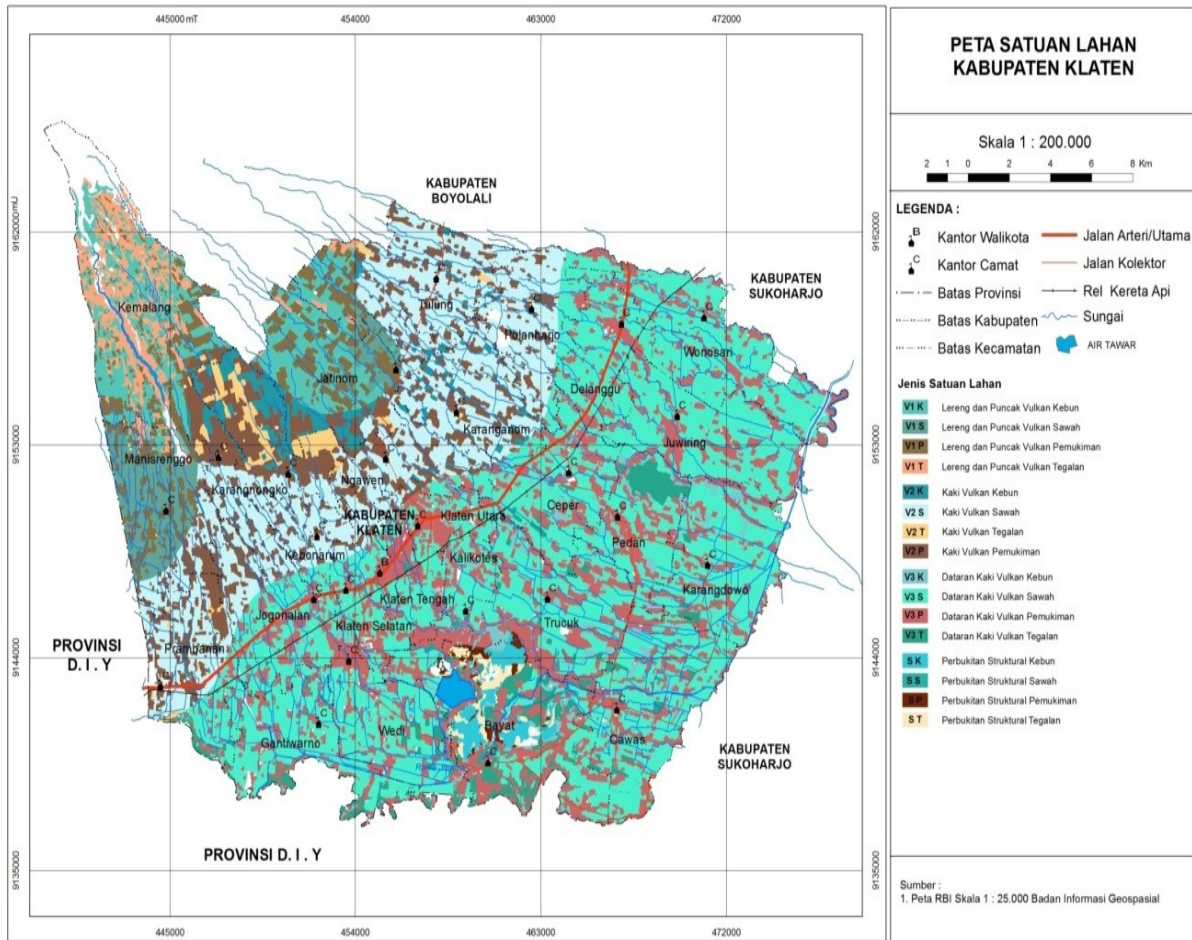 445000 mT
454000
463000
472000
9162000 mU
9153000
9144000
9135000
9162000
9153000
9144000
9135000
445000
454000
463000
472000
KABUPATEN
BOYOLALI
KABUPATEN
SUKOHARJO
Kemalang
Tulung
Polanharjo
Wonosari
Jatinom
Delanggu
Karanganom
Juwiring
Manisrenggo
Karangnongko
Ngawen
Ceper
KABUPATEN
KLATEN
Klaten Utara
Pedan
Kebonarum
Kalikotes
Karangdowo
Jogonalan
Klaten Tengah
Klaten Selatan
Trucuk
PROVINSI
D. I . Y
Prambanan
Bayat
Wedi
Cawas
Gantiwarno
KABUPATEN
SUKOHARJO
PROVINSI D. I . Y
PETA SATUAN LAHAN
KABUPATEN KLATEN
Skala 1 : 200.000
2 1 0 2 4 6 8 Km
LEGENDA :
B Kantor Walikota
Jalan Arteri/Utama
C Kantor Camat
Jalan Kolektor
Batas Provinsi
Rel Kereta Api
Batas Kabupaten
Sungai
Batas Kecamatan
AIR TAWAR
Jenis Satuan Lahan
V1 K Lereng dan Puncak Vulkan Kebun
V1 S Lereng dan Puncak Vulkan Sawah
V1 P Lereng dan Puncak Vulkan Pemukiman
V1 T Lereng dan Puncak Vulkan Tegalan
V2 K Kaki Vulkan Kebun
V2 S Kaki Vulkan Sawah
V2 T Kaki Vulkan Tegalan
V2 P Kaki Vulkan Pemukiman
V3 K Dataran Kaki Vulkan Kebun
V3 S Dataran Kaki Vulkan Sawah
V3 P Dataran Kaki Vulkan Pemukiman
V3 T Dataran Kaki Vulkan Tegalan
S K Perbukitan Struktural Kebun
S S Perbukitan Struktural Sawah
S P Perbukitan Struktural Pemukiman
S T Perbukitan Struktural Tegalan
Sumber :
1. Peta RBI Skala 1 : 25.000 Badan Informasi Geospasial